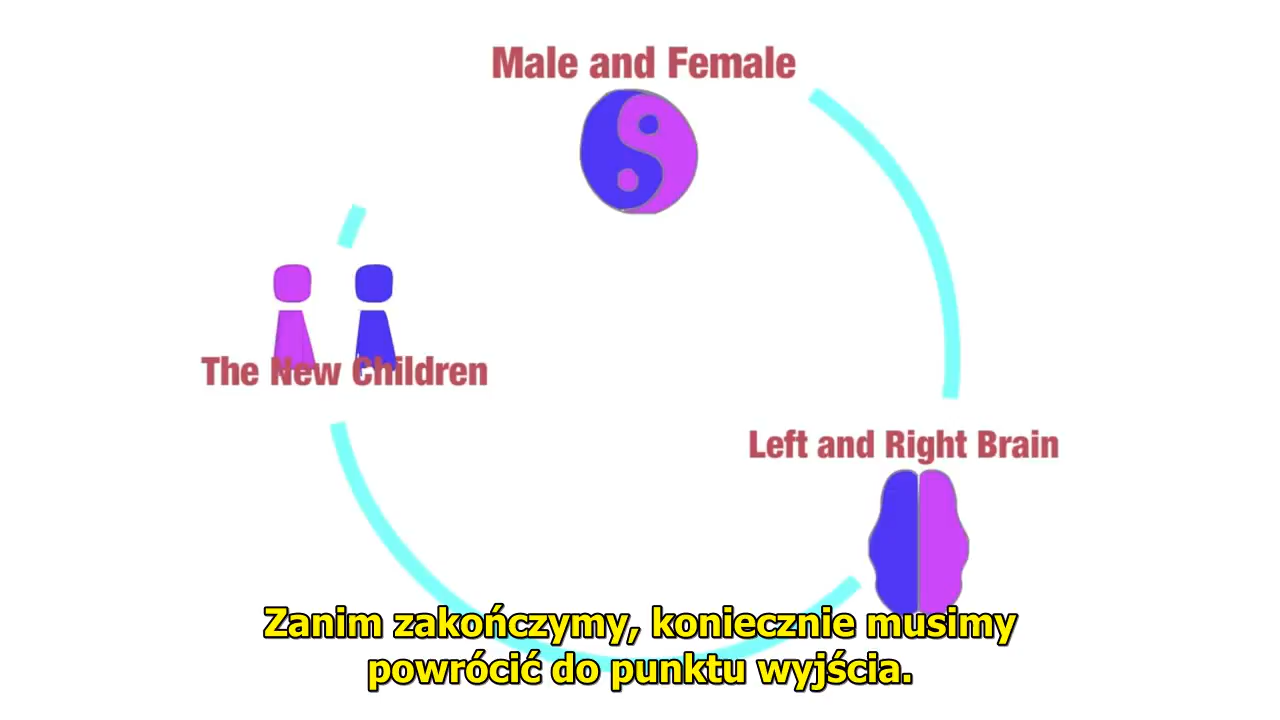 Male and Female
The New Children
Left and Right Brain
Zanim zakończymy, koniecznie musimy
powrócić do punktu wyjścia.